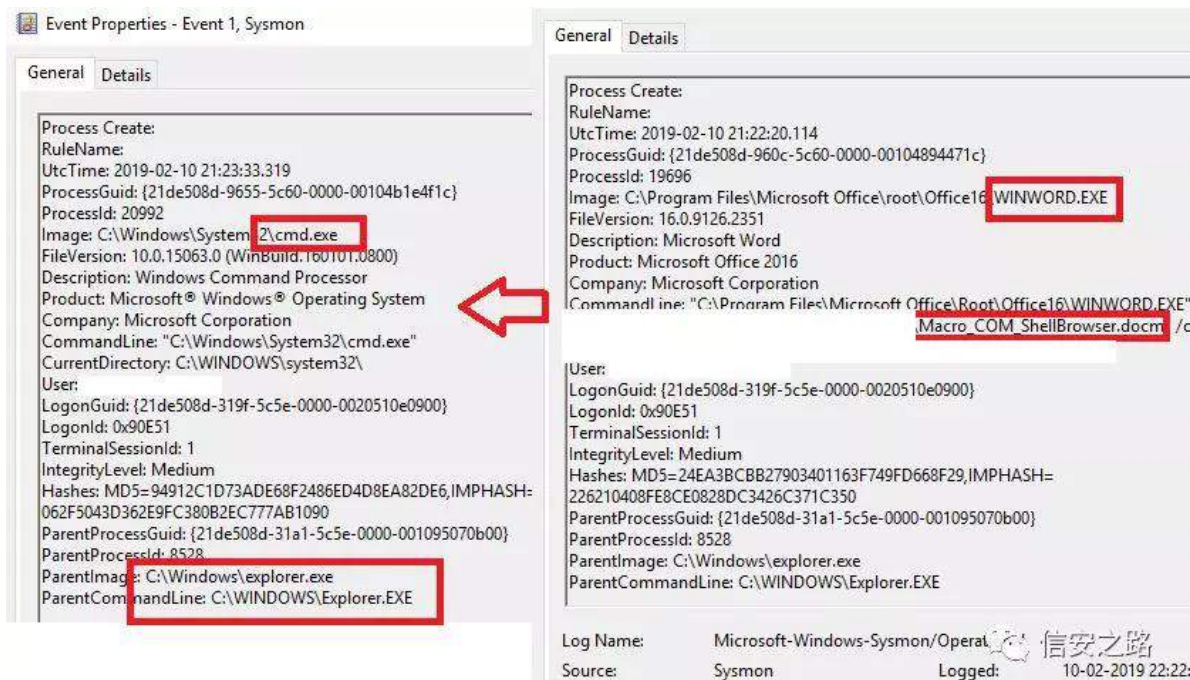 Event Properties - Event 1, Sysmon
General Details
Process Create:
RuleName:
UtcTime: 2019-02-10 21:23:33.319
ProcessGuid: {21de508d-9655-5c60-0000-00104b1e4f1c}
ProcessId: 20992
Image: C:\Windows\System 2\cmd.exe
FileVersion: 10.0.15063.0 (WinBuild.160101.0800)
Description: Windows Command Processor
Product: Microsoft® Windows® Operating System
Company: Microsoft Corporation
CommandLine: "C:\Windows\System32\cmd.exe"
CurrentDirectory: C:\WINDOWS\system32\
User:
LogonGuid: {21de508d-319f-5c5e-0000-0020510e0900}
LogonId: 0x90E51
TerminalSessionId: 1
IntegrityLevel: Medium
Hashes: MD5=94912C1D73ADE68F2486ED4D8EA82DE6,IMPHASH=
062F5043D362E9FC380B2EC777AB1090
ParentProcessGuid: {21de508d-31a1-5c5e-0000-001095070b00}
ParentProcessId: 8528
ParentImage: C:\Windows\explorer.exe
ParentCommandLine: C:\WINDOWS\Explorer.EXE
General Details
Process Create:
RuleName:
UtcTime: 2019-02-10 21:22:20.114
ProcessGuid: {21de508d-960c-5c60-0000-00104894471c}
ProcessId: 19696
Image: C:\Program Files\Microsoft Office\root\Office16\WINWORD.EXE
FileVersion: 16.0.9126.2351
Description: Microsoft Word
Product: Microsoft Office 2016
Company: Microsoft Corporation
CommandLine: "C:\Program Files\Microsoft Office\Root\Office16\WINWORD.EXE"
\Macro_COM_ShellBrowser.docm /o
User:
LogonGuid: {21de508d-319f-5c5e-0000-0020510e0900}
LogonId: 0x90E51
TerminalSessionId: 1
IntegrityLevel: Medium
Hashes: MD5=24EA3BCBB27903401163F749FD668F29,IMPHASH=
226210408FE8CE0828DC3426C371C350
ParentProcessGuid: {21de508d-31a1-5c5e-0000-001095070b00}
ParentProcessId: 8528
ParentImage: C:\Windows\explorer.exe
ParentCommandLine: C:\WINDOWS\Explorer.EXE
Log Name: Microsoft-Windows-Sysmon/Operat
信安之路
Source: Sysmon Logged: 10-02-2019 22:22: